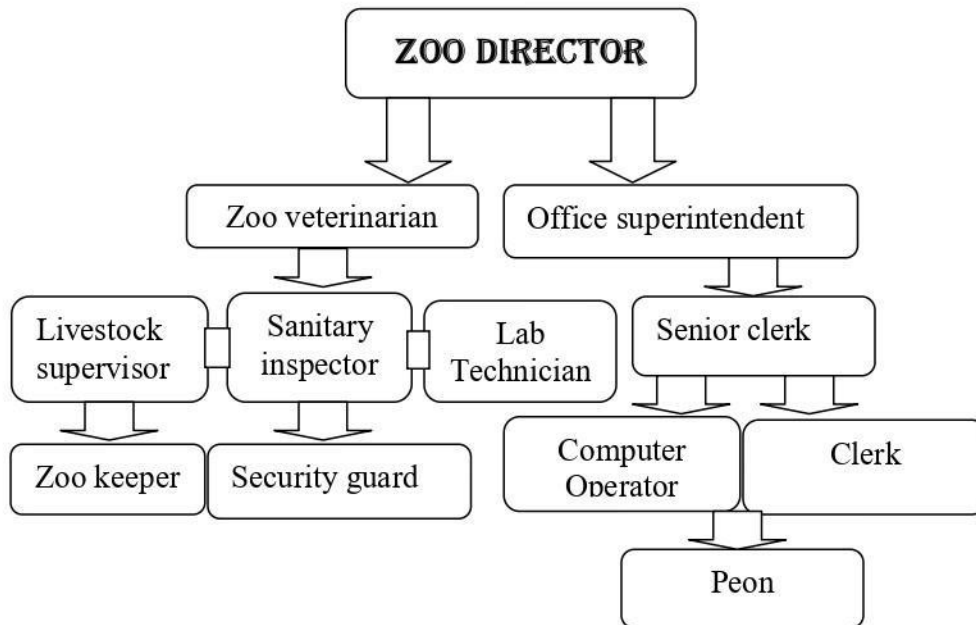 ZOO DIRECTOR
Zoo veterinarian
Office superintendent
Livestock
supervisor
Sanitary
inspector
Lab
Technician
Senior clerk
Zoo keeper
Security guard
Computer
Operator
Clerk
Peon